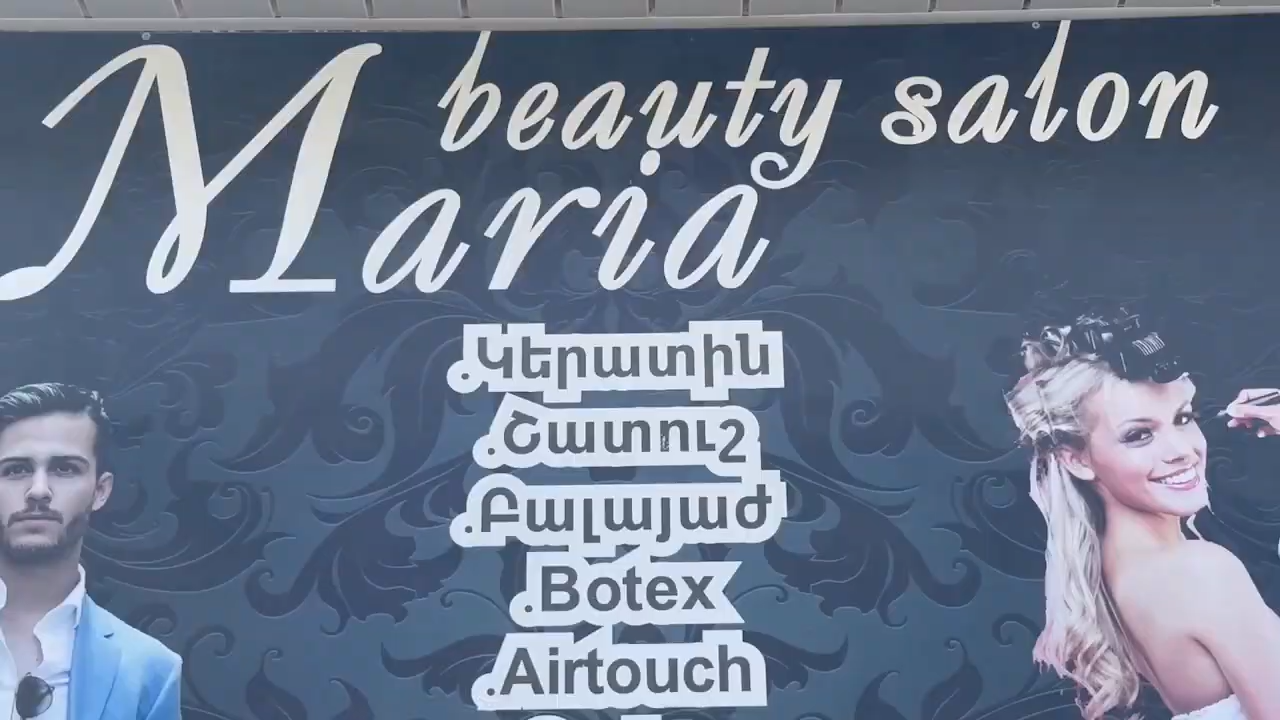 beauty salon
Maria
.Կերատին
.Շատուշ
.Բալայաժ
.Botex
.Airtouch